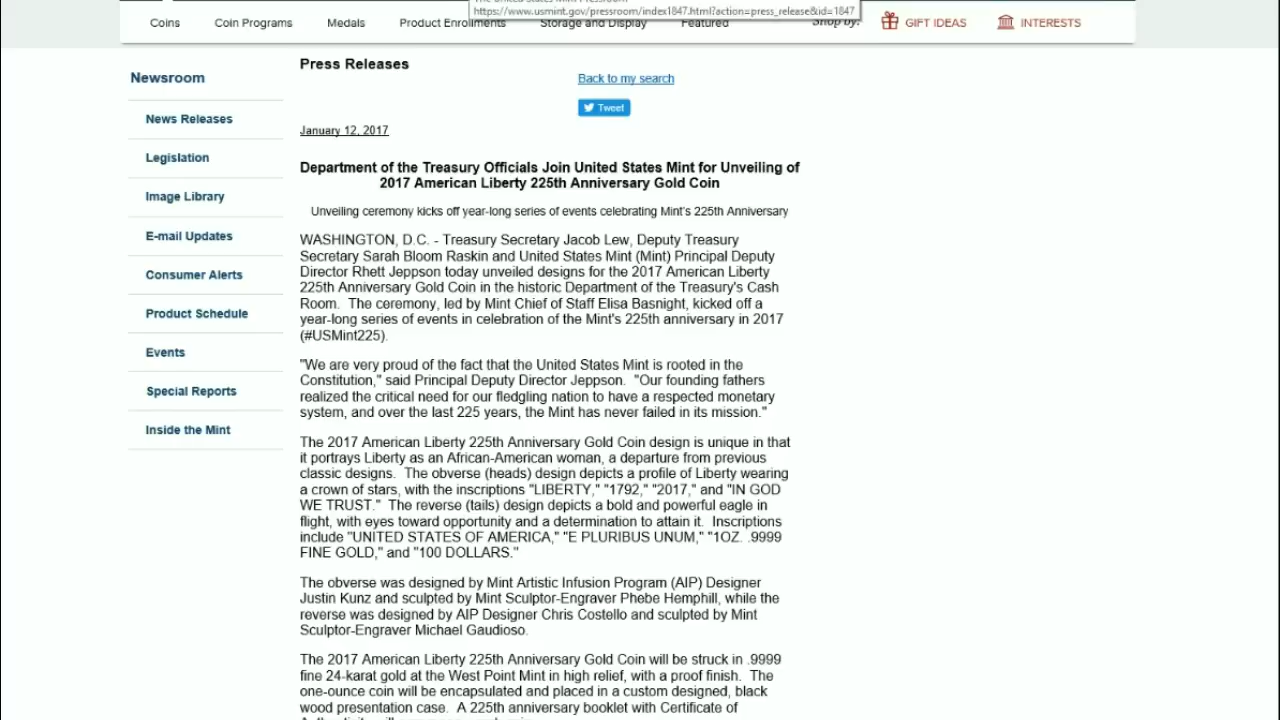 The United States Mint Pressroom
https://www.usmint.gov/pressroom/index1847.html?action=press_release&id=1847
Coins Coin Programs Medals Product Enrollments Storage and Display Featured Shop by: GIFT IDEAS INTERESTS
Newsroom
News Releases
Legislation
Image Library
E-mail Updates
Consumer Alerts
Product Schedule
Events
Special Reports
Inside the Mint
Press Releases
Back to my search
Tweet
January 12, 2017
Department of the Treasury Officials Join United States Mint for Unveiling of
2017 American Liberty 225th Anniversary Gold Coin
Unveiling ceremony kicks off year-long series of events celebrating Mint's 225th Anniversary
WASHINGTON, D.C. - Treasury Secretary Jacob Lew, Deputy Treasury
Secretary Sarah Bloom Raskin and United States Mint (Mint) Principal Deputy
Director Rhett Jeppson today unveiled designs for the 2017 American Liberty
225th Anniversary Gold Coin in the historic Department of the Treasury's Cash
Room. The ceremony, led by Mint Chief of Staff Elisa Basnight, kicked off a
year-long series of events in celebration of the Mint's 225th anniversary in 2017
(#USMint225).
"We are very proud of the fact that the United States Mint is rooted in the
Constitution," said Principal Deputy Director Jeppson. "Our founding fathers
realized the critical need for our fledgling nation to have a respected monetary
system, and over the last 225 years, the Mint has never failed in its mission."
The 2017 American Liberty 225th Anniversary Gold Coin design is unique in that
it portrays Liberty as an African-American woman, a departure from previous
classic designs. The obverse (heads) design depicts a profile of Liberty wearing
a crown of stars, with the inscriptions "LIBERTY," "1792," "2017," and "IN GOD
WE TRUST." The reverse (tails) design depicts a bold and powerful eagle in
flight, with eyes toward opportunity and a determination to attain it. Inscriptions
include "UNITED STATES OF AMERICA," "E PLURIBUS UNUM," "1OZ. .9999
FINE GOLD," and "100 DOLLARS."
The obverse was designed by Mint Artistic Infusion Program (AIP) Designer
Justin Kunz and sculpted by Mint Sculptor-Engraver Phebe Hemphill, while the
reverse was designed by AIP Designer Chris Costello and sculpted by Mint
Sculptor-Engraver Michael Gaudioso.
The 2017 American Liberty 225th Anniversary Gold Coin will be struck in .9999
fine 24-karat gold at the West Point Mint in high relief, with a proof finish. The
one-ounce coin will be encapsulated and placed in a custom designed, black
wood presentation case. A 225th anniversary booklet with Certificate of